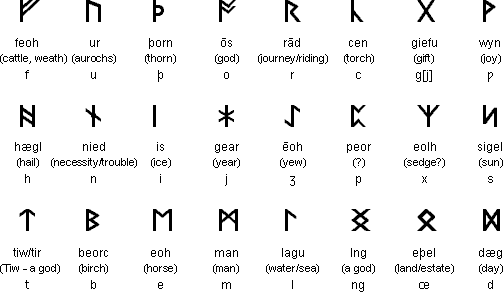 ᚠ ᚢ ᚦ ᚩ ᚱ ᚳ ᚷ ᚹ
feoh ur þorn ōs rād cen giefu wyn
(cattle, weath) (aurochs) (thorn) (god) (journey/riding) (torch) (gift) (joy)
f u þ o r c g[j] ƿ
ᚻ ᚾ ᛁ ᛡ ᛇ ᛈ ᛉ ᛋ
hægl nied is gear ēoh peor eolh sigel
(hail) (necessity/trouble) (ice) (year) (yew) (?) (sedge?) (sun)
h n i j ʒ p x s
ᛏ ᛒ ᛖ ᛗ ᛚ ᛝ ᛟ ᛞ
tiw/tir beorc eoh man lagu Ing eþel dæg
(Tiw – a god) (birch) (horse) (man) (water/sea) (a god) (land/estate) (day)
t b e m l ng œ d